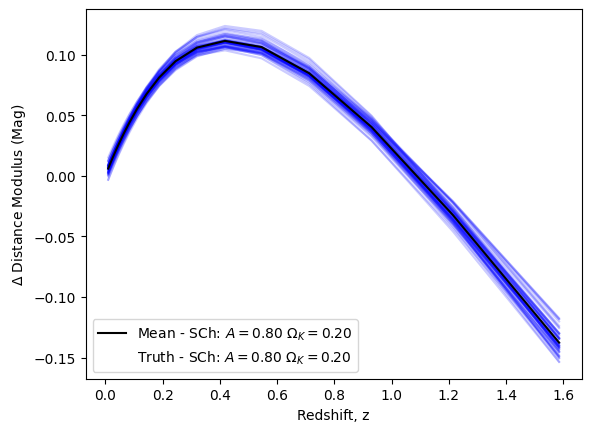 0.10
0.05
0.00
−0.05
−0.10
−0.15
Δ Distance Modulus (Mag)
Mean - SCh: A = 0.80 Ω_K = 0.20
Truth - SCh: A = 0.80 Ω_K = 0.20
0.0 0.2 0.4 0.6 0.8 1.0 1.2 1.4 1.6
Redshift, z